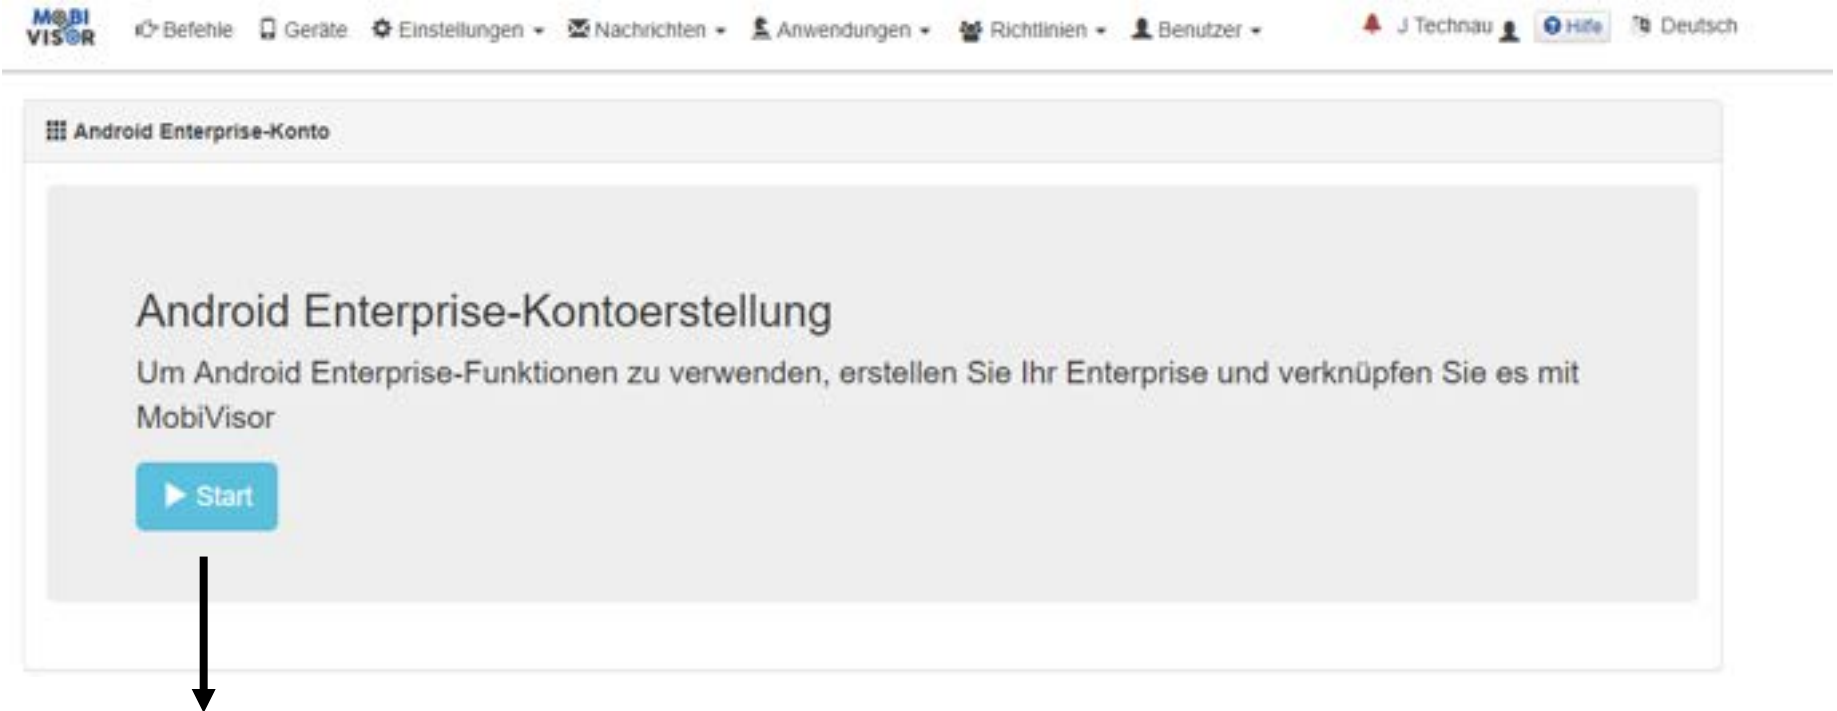 MOBI
VISOR
Befehle Geräte Einstellungen Nachrichten Anwendungen Richtlinien Benutzer J Technau Hilfe Deutsch
Android Enterprise-Konto
Android Enterprise-Kontoerstellung
Um Android Enterprise-Funktionen zu verwenden, erstellen Sie Ihr Enterprise und verknüpfen Sie es mit
MobiVisor
Start